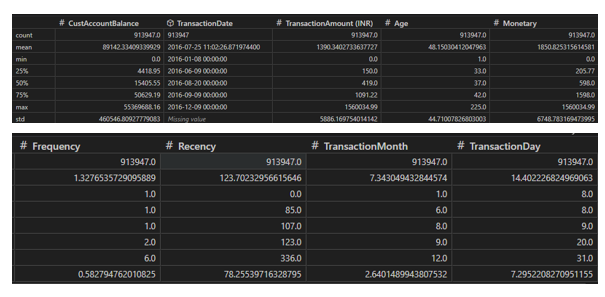 # CustAccountBalance TransactionDate # TransactionAmount (INR) # Age # Monetary
count 913947.0 913947 913947.0 913947.0 913947.0
mean 89142.33409339929 2016-07-25 11:02:26.871974400 1390.3402733637727 48.15030412047963 1850.825315614581
min 0.0 2016-01-08 00:00:00 0.0 1.0 0.0
25% 4418.95 2016-06-09 00:00:00 150.0 33.0 205.77
50% 15405.55 2016-08-20 00:00:00 419.0 37.0 598.0
75% 50629.19 2016-09-09 00:00:00 1091.22 42.0 1598.0
max 55369688.16 2016-12-09 00:00:00 1560034.99 225.0 1560034.99
std 460546.80927779083 Missing value 5886.169754014142 44.71007826803003 6748.783169473995
# Frequency # Recency # TransactionMonth # TransactionDay
913947.0 913947.0 913947.0 913947.0
1.3276535729095889 123.70232956615646 7.343049432844574 14.402226824969063
1.0 0.0 1.0 8.0
1.0 85.0 6.0 8.0
1.0 107.0 8.0 9.0
2.0 123.0 9.0 20.0
6.0 336.0 12.0 31.0
0.582794762010825 78.25539716328795 2.6401489943807532 7.2952208270951155